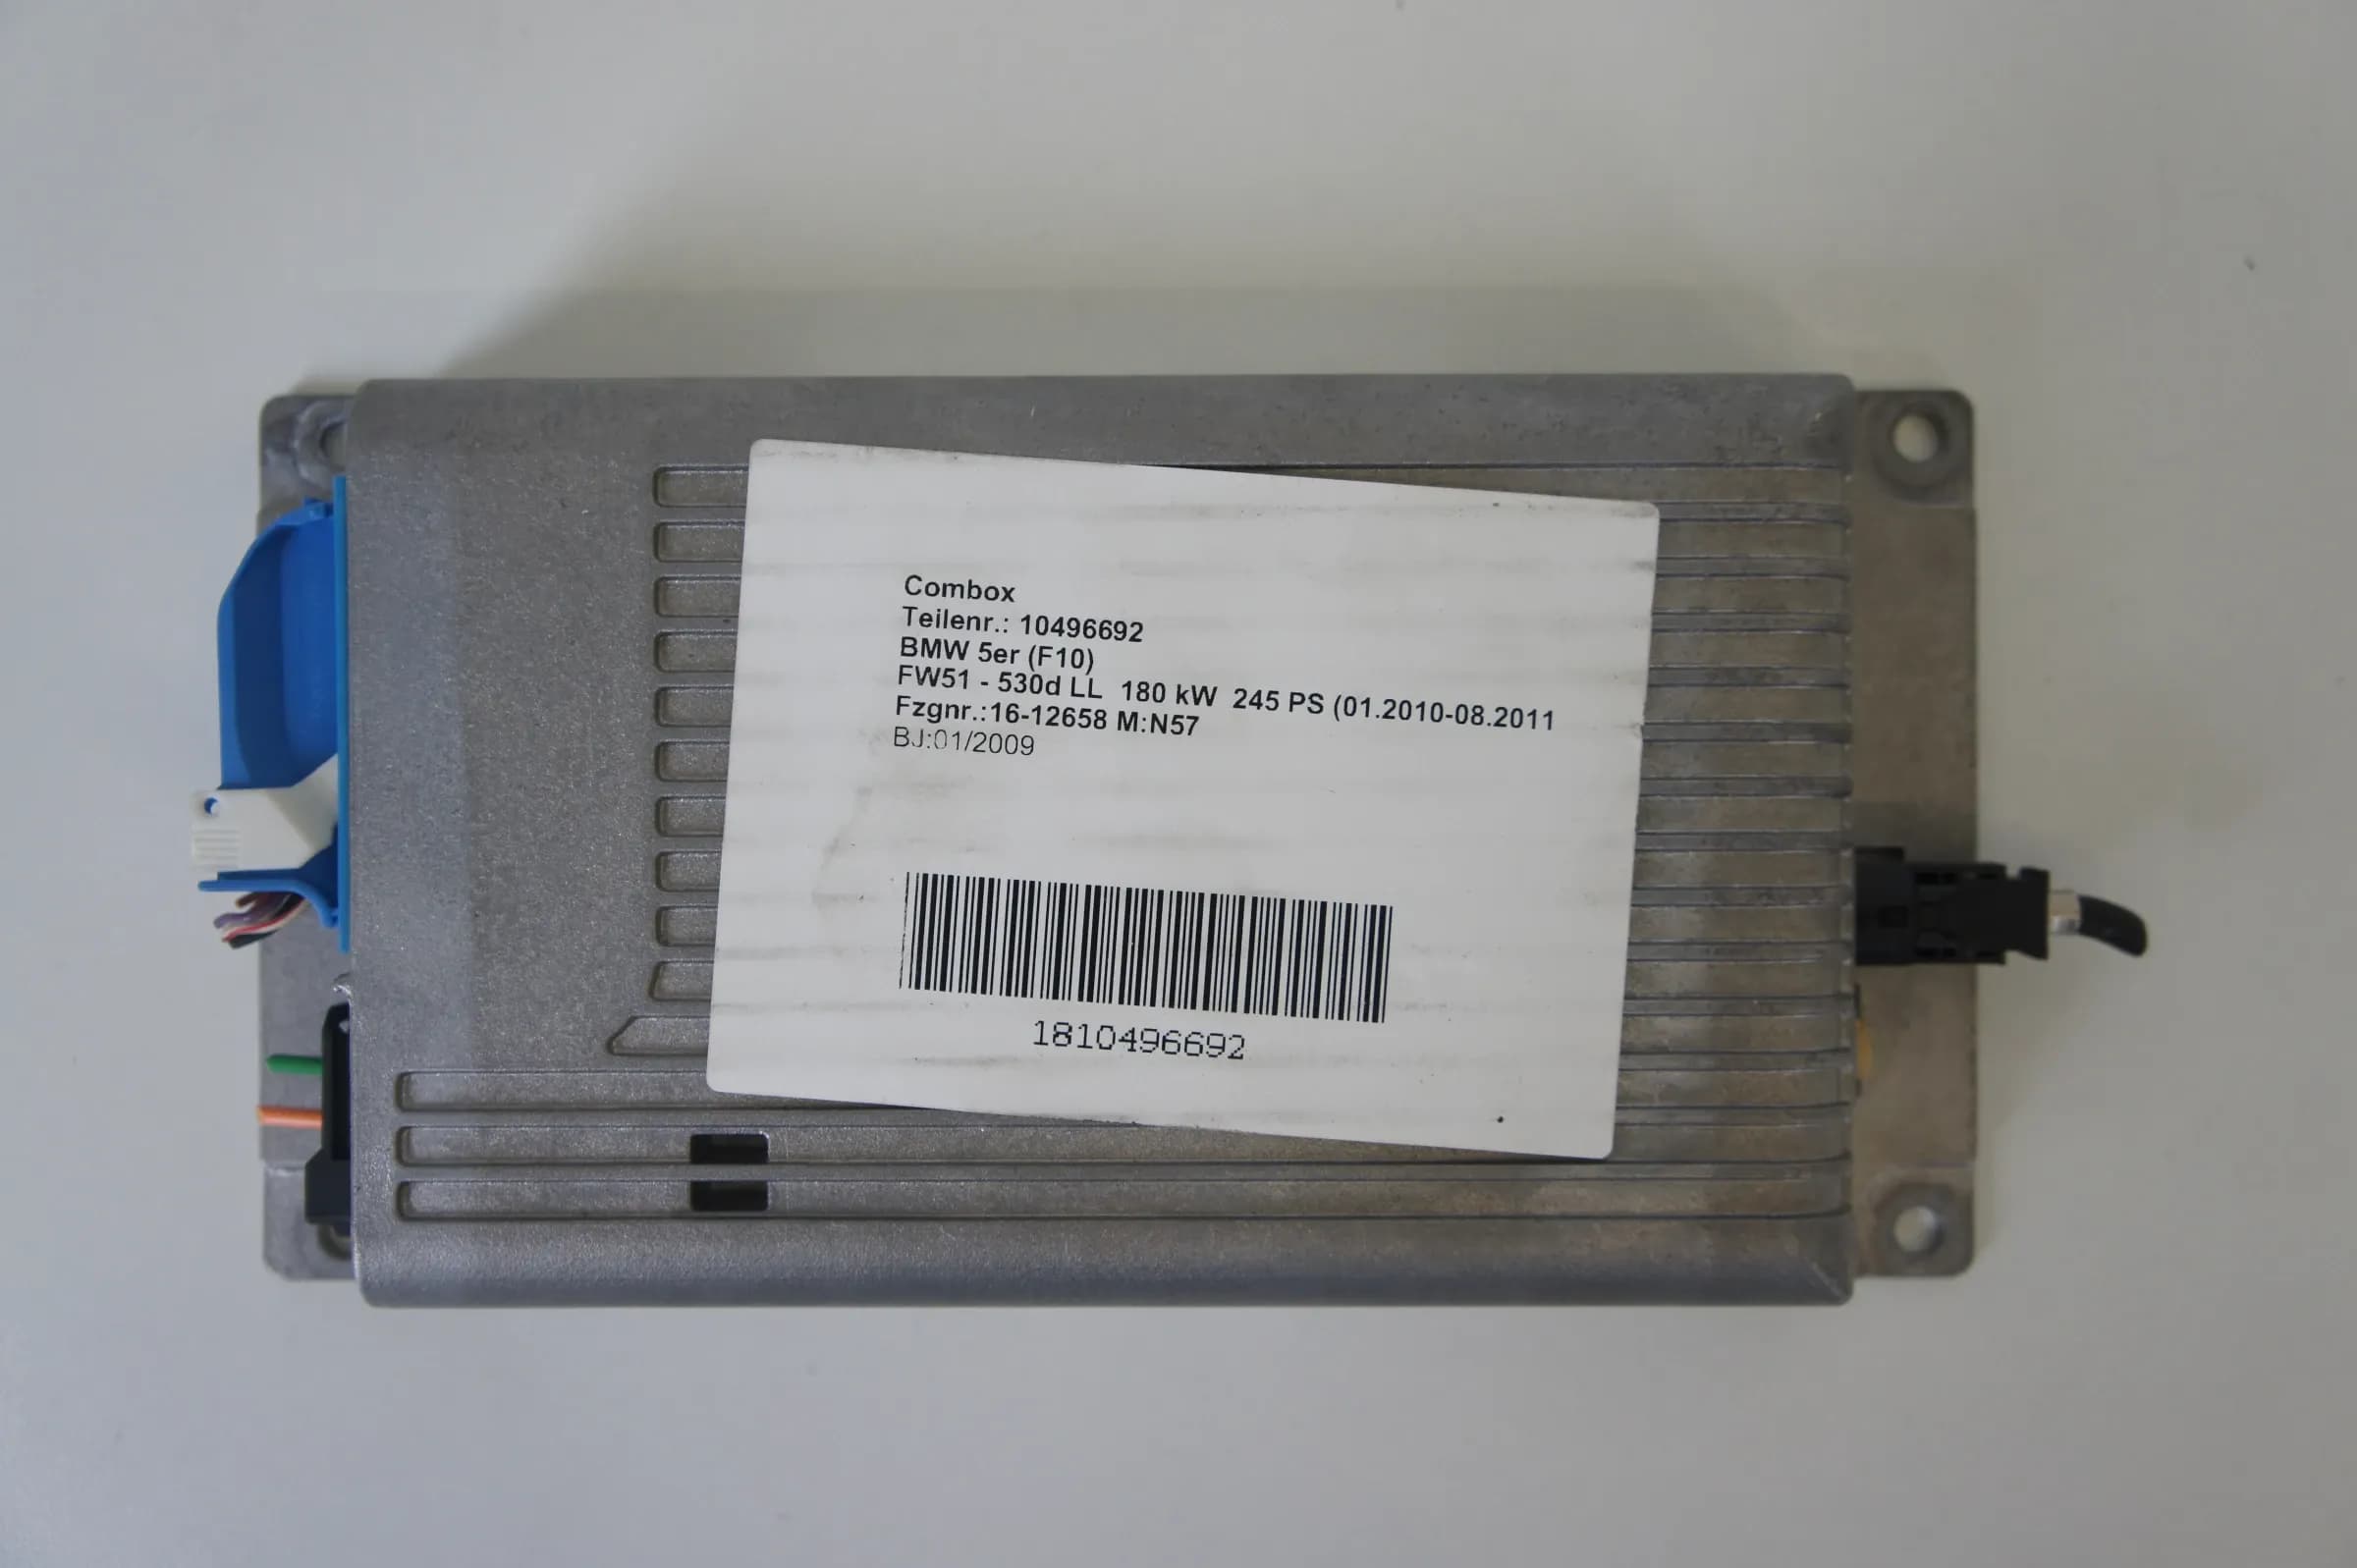 Combox
Teilenr.: 10496692
BMW 5er (F10)
FW51 - 530d LL  180 kW  245 PS (01.2010-08.2011
Fzgnr.:16-12658 M:N57
BJ:01/2009
1810496692